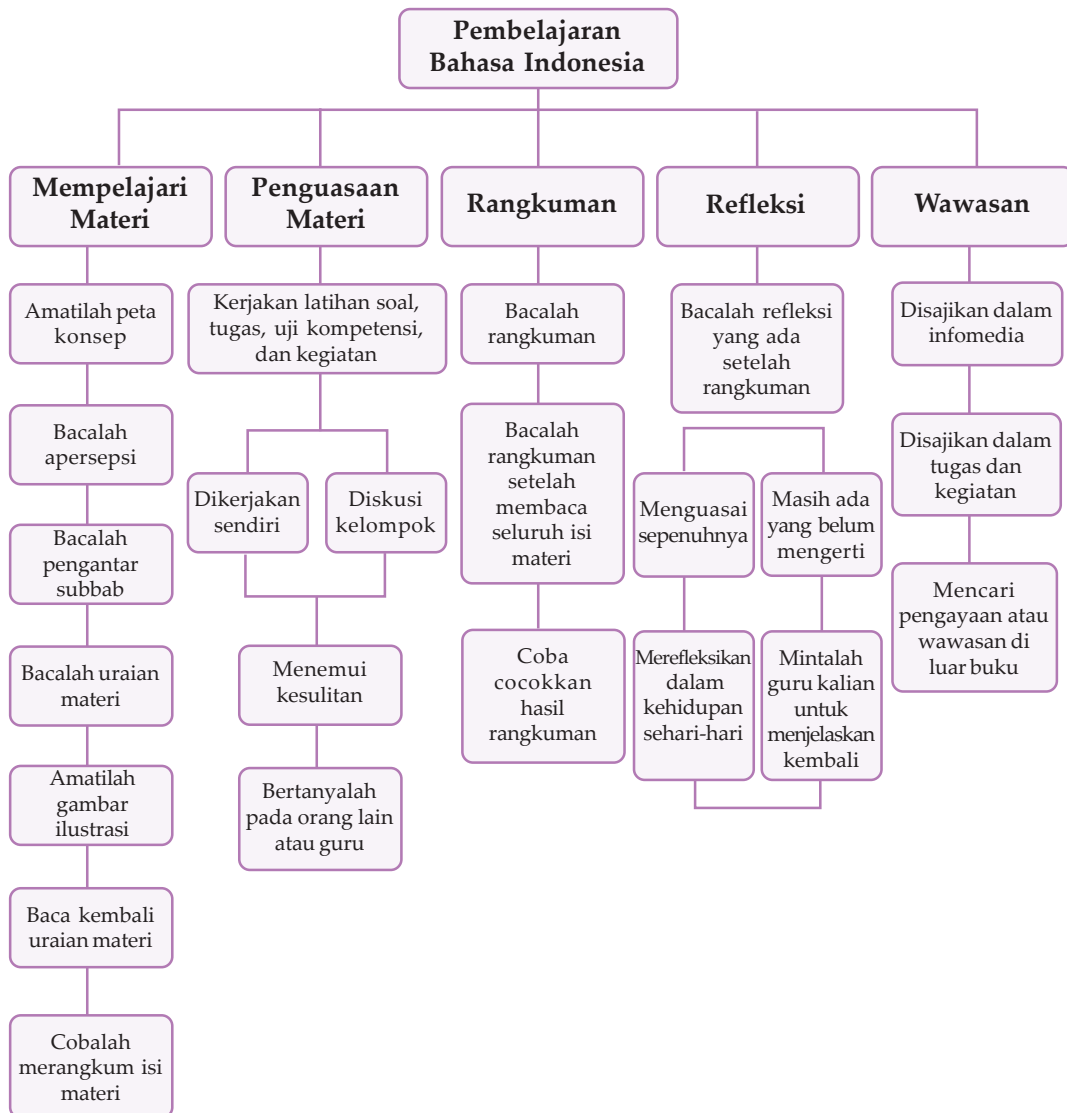 Pembelajaran
Bahasa Indonesia
Mempelajari
Materi
Amatilah peta
konsep
Bacalah
apersepsi
Bacalah
pengantar
subbab
Bacalah uraian
materi
Amatilah
gambar
ilustrasi
Baca kembali
uraian materi
Cobalah
merangkum isi
materi
Penguasaan
Materi
Kerjakan latihan soal,
tugas, uji kompetensi,
dan kegiatan
Dikerjakan
sendiri
Diskusi
kelompok
Menemui
kesulitan
Bertanyalah
pada orang lain
atau guru
Rangkuman
Bacalah
rangkuman
Bacalah
rangkuman
setelah
membaca
seluruh isi
materi
Coba
cocokkan
hasil
rangkuman
Refleksi
Bacalah refleksi
yang ada
setelah
rangkuman
Menguasai
sepenuhnya
Masih ada
yang belum
mengerti
Merefleksikan
dalam
kehidupan
sehari-hari
Mintalah
guru kalian
untuk
menjelaskan
kembali
Wawasan
Disajikan dalam
infomedia
Disajikan dalam
tugas dan
kegiatan
Mencari
pengayaan atau
wawasan di
luar buku